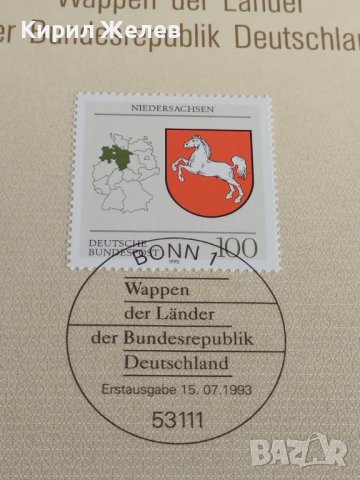 Wappen der Länder
der Bundesrepublik Deutschland
Кирил Желев
NIEDERSACHSEN
DEUTSCHE
BUNDESPOST
1993
100
BONN 1
Wappen
der Länder
der Bundesrepublik
Deutschland
Erstausgabe 15.07.1993
53111
BAZAR